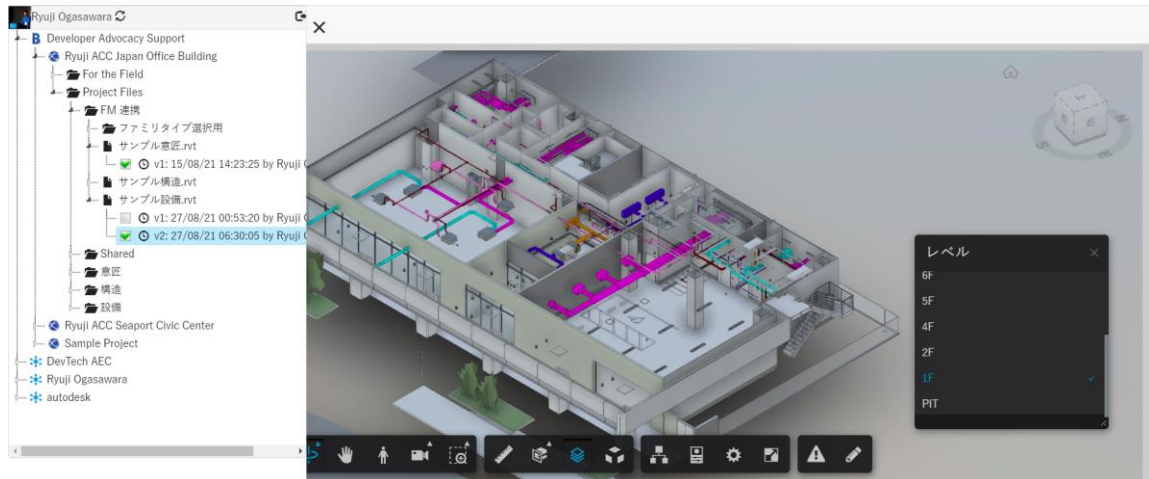 Ryuji Ogasawara
Developer Advocacy Support
Ryuji ACC Japan Office Building
For the Field
Project Files
FM 連携
ファミリタイプ選択用
サンプル意匠.rvt
v1: 15/08/21 14:23:25 by Ryuji
サンプル構造.rvt
サンプル設備.rvt
v1: 27/08/21 00:53:20 by Ryuji
v2: 27/08/21 06:30:05 by Ryuji
Shared
意匠
構造
設備
Ryuji ACC Seaport Civic Center
Sample Project
DevTech AEC
Ryuji Ogasawara
autodesk
レベル
6F
5F
4F
2F
1F
PIT